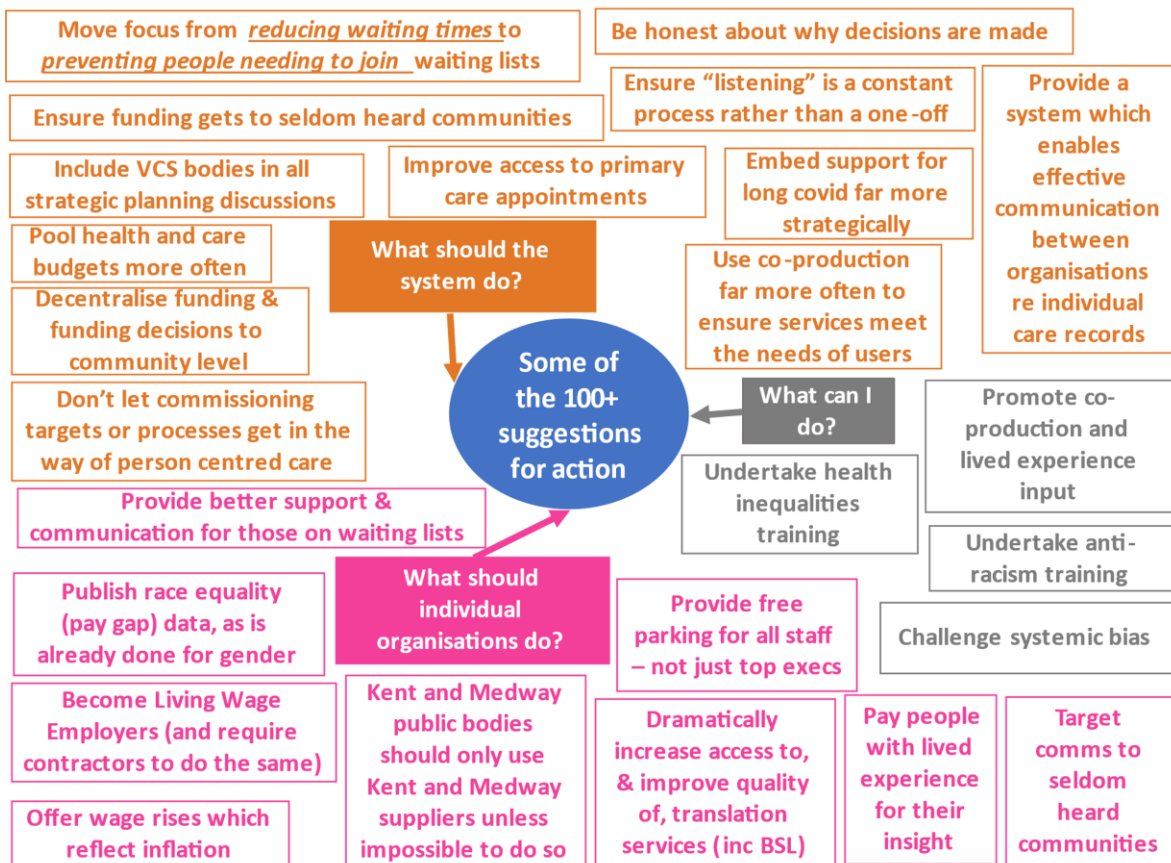 Move focus from reducing waiting times to
preventing people needing to join waiting lists
Be honest about why decisions are made
Ensure funding gets to seldom heard communities
Ensure “listening” is a constant
process rather than a one-off
Provide a
system which
enables
effective
communication
between
organisations
re individual
care records
Include VCS bodies in all
strategic planning discussions
Improve access to primary
care appointments
Embed support for
long covid far more
strategically
Pool health and care
budgets more often
What should the
system do?
Use co-production
far more often to
ensure services meet
the needs of users
Decentralise funding &
funding decisions to
community level
Some of
the 100+
suggestions
for action
Don’t let commissioning
targets or processes get in the
way of person centred care
What can I
do?
Promote co-
production and
lived experience
input
Undertake health
inequalities
training
Undertake anti-
racism training
Challenge systemic bias
Provide better support &
communication for those on waiting lists
What should
individual
organisations do?
Publish race equality
(pay gap) data, as is
already done for gender
Provide free
parking for all staff
– not just top execs
Become Living Wage
Employers (and require
contractors to do the same)
Kent and Medway
public bodies
should only use
Kent and Medway
suppliers unless
impossible to do so
Dramatically
increase access to,
& improve quality
of, translation
services (inc BSL)
Pay people
with lived
experience
for their
insight
Target
comms to
seldom
heard
communities
Offer wage rises which
reflect inflation